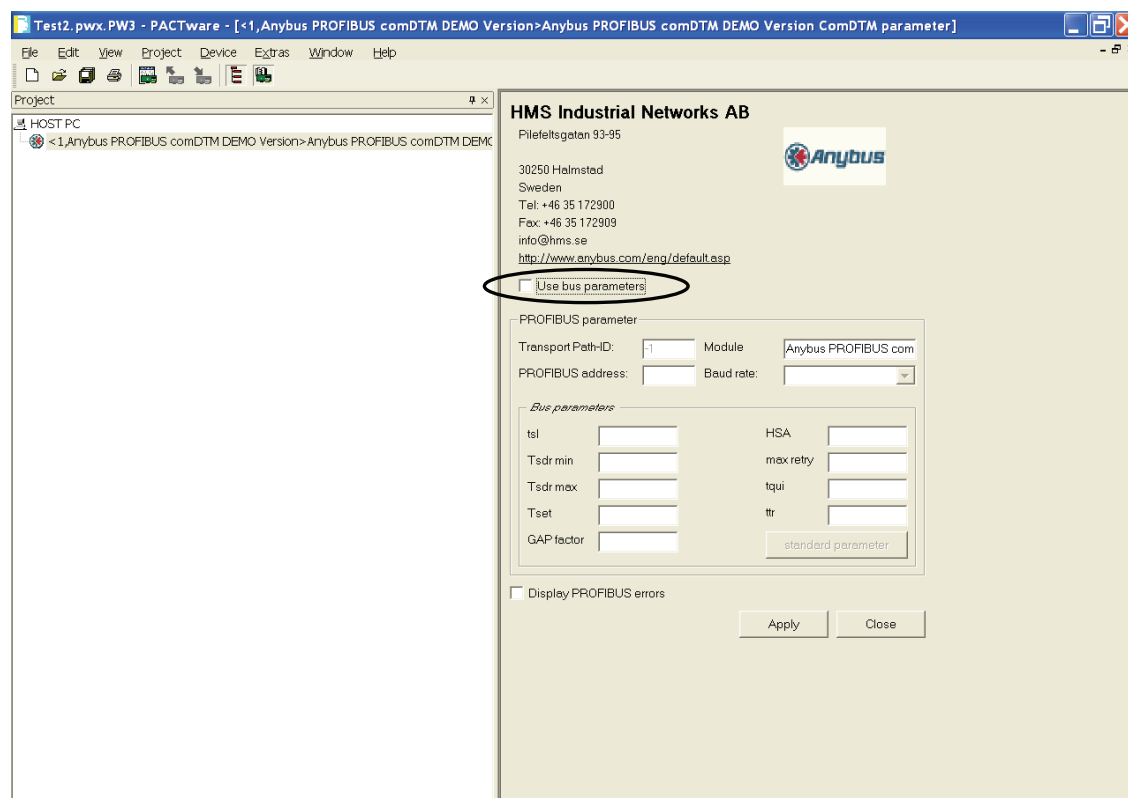 Test2.pwx.PW3 - PACTware - [<1,Anybus PROFIBUS comDTM DEMO Version>Anybus PROFIBUS comDTM DEMO Version ComDTM parameter]
File Edit View Project Device Extras Window Help
Project
HOST PC
<1,Anybus PROFIBUS comDTM DEMO Version>Anybus PROFIBUS comDTM DEMO
HMS Industrial Networks AB
Pilefeltsgatan 93-95
Anybus
30250 Halmstad
Sweden
Tel: +46 35 172900
Fax: +46 35 172909
info@hms.se
http://www.anybus.com/eng/default.asp
Use bus parameters
PROFIBUS parameter
Transport Path-ID: -1 Module Anybus PROFIBUS com
PROFIBUS address: Baud rate:
Bus parameters
tsl HSA
Tsdr min max retry
Tsdr max tqui
Tset ttr
GAP factor standard parameter
Display PROFIBUS errors
Apply Close